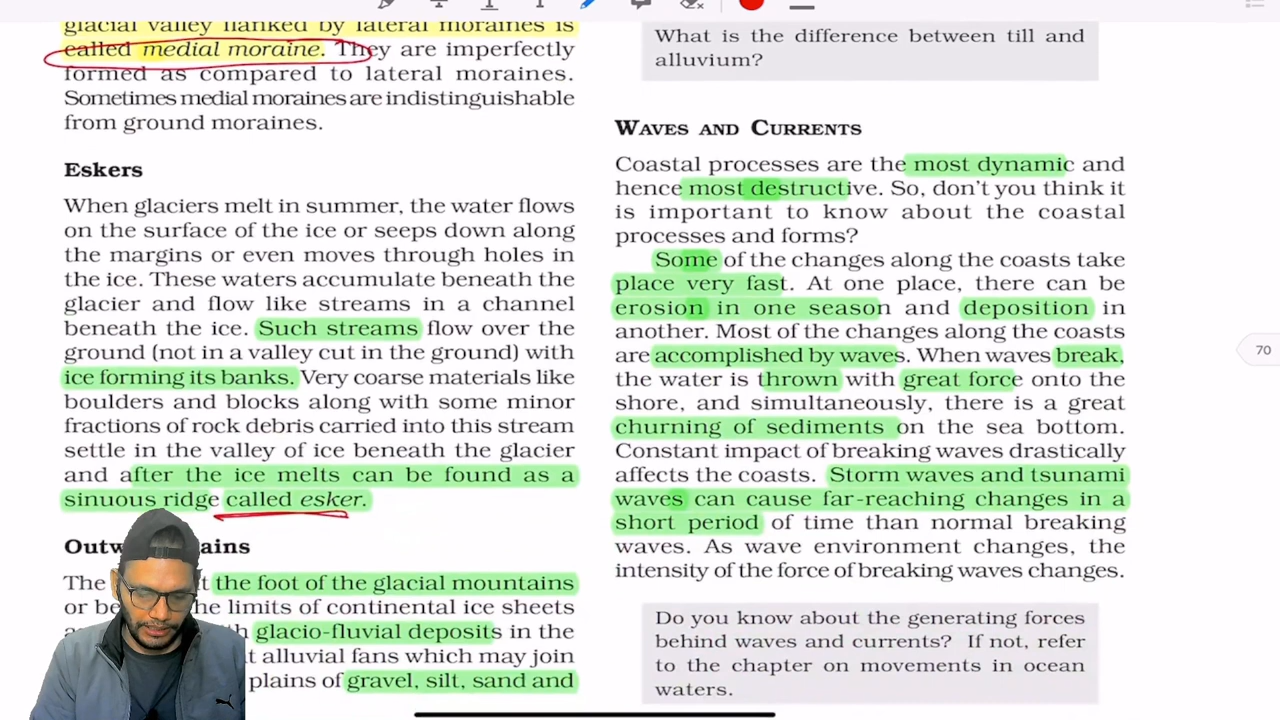 glacial valley flanked by lateral moraines is
called medial moraine. They are imperfectly
formed as compared to lateral moraines.
Sometimes medial moraines are indistinguishable
from ground moraines.
Eskers
When glaciers melt in summer, the water flows
on the surface of the ice or seeps down along
the margins or even moves through holes in
the ice. These waters accumulate beneath the
glacier and flow like streams in a channel
beneath the ice. Such streams flow over the
ground (not in a valley cut in the ground) with
ice forming its banks. Very coarse materials like
boulders and blocks along with some minor
fractions of rock debris carried into this stream
settle in the valley of ice beneath the glacier
and after the ice melts can be found as a
sinuous ridge called esker.
Outw ains
The t the foot of the glacial mountains
or be he limits of continental ice sheets
h glacio-fluvial deposits in the
t alluvial fans which may join
plains of gravel, silt, sand and
What is the difference between till and
alluvium?
WAVES AND CURRENTS
Coastal processes are the most dynamic and
hence most destructive. So, don't you think it
is important to know about the coastal
processes and forms?
Some of the changes along the coasts take
place very fast. At one place, there can be
erosion in one season and deposition in
another. Most of the changes along the coasts
are accomplished by waves. When waves break,
the water is thrown with great force onto the
shore, and simultaneously, there is a great
churning of sediments on the sea bottom.
Constant impact of breaking waves drastically
affects the coasts. Storm waves and tsunami
waves can cause far-reaching changes in a
short period of time than normal breaking
waves. As wave environment changes, the
intensity of the force of breaking waves changes.
Do you know about the generating forces
behind waves and currents? If not, refer
to the chapter on movements in ocean
waters.
70